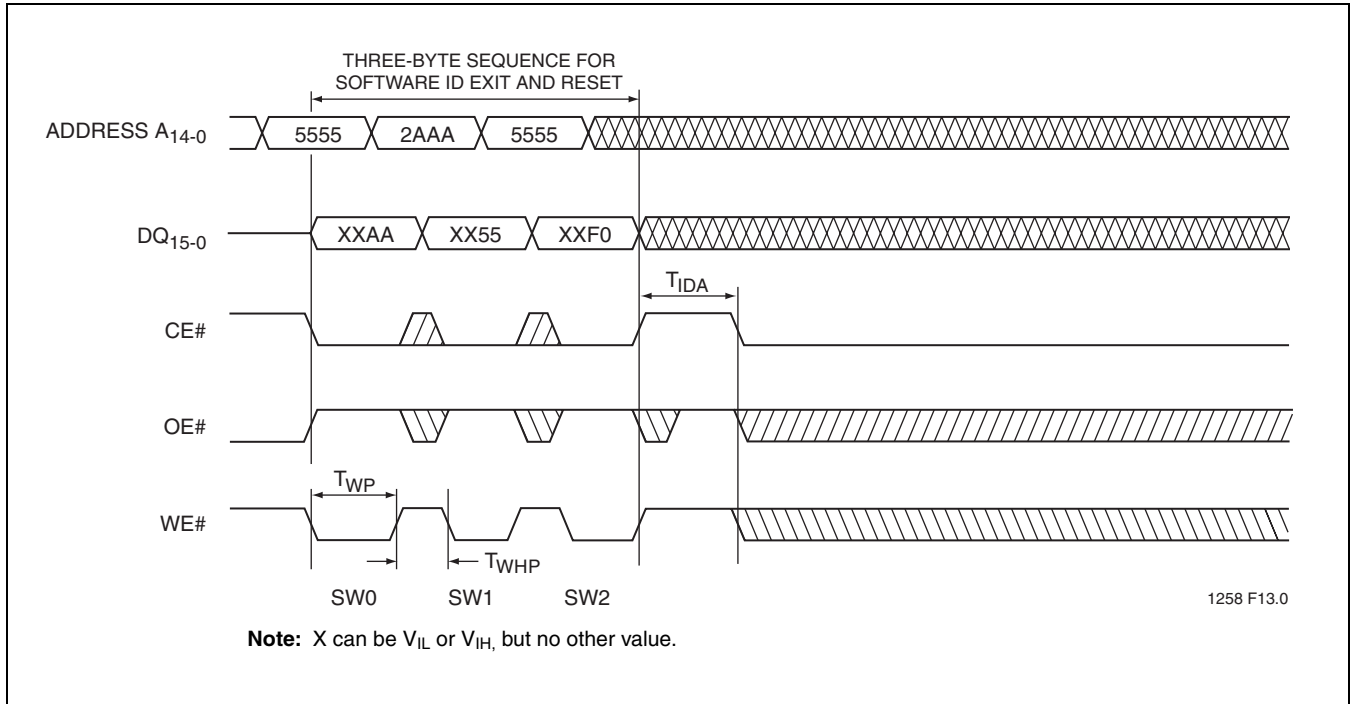 THREE-BYTE SEQUENCE FOR
SOFTWARE ID EXIT AND RESET
ADDRESS A14-0
5555 2AAA 5555
DQ15-0
XXAA XX55 XXF0
TIDA
CE#
OE#
TWP
WE#
TWHP
SW0 SW1 SW2
1258 F13.0
Note: X can be VIL or VIH, but no other value.